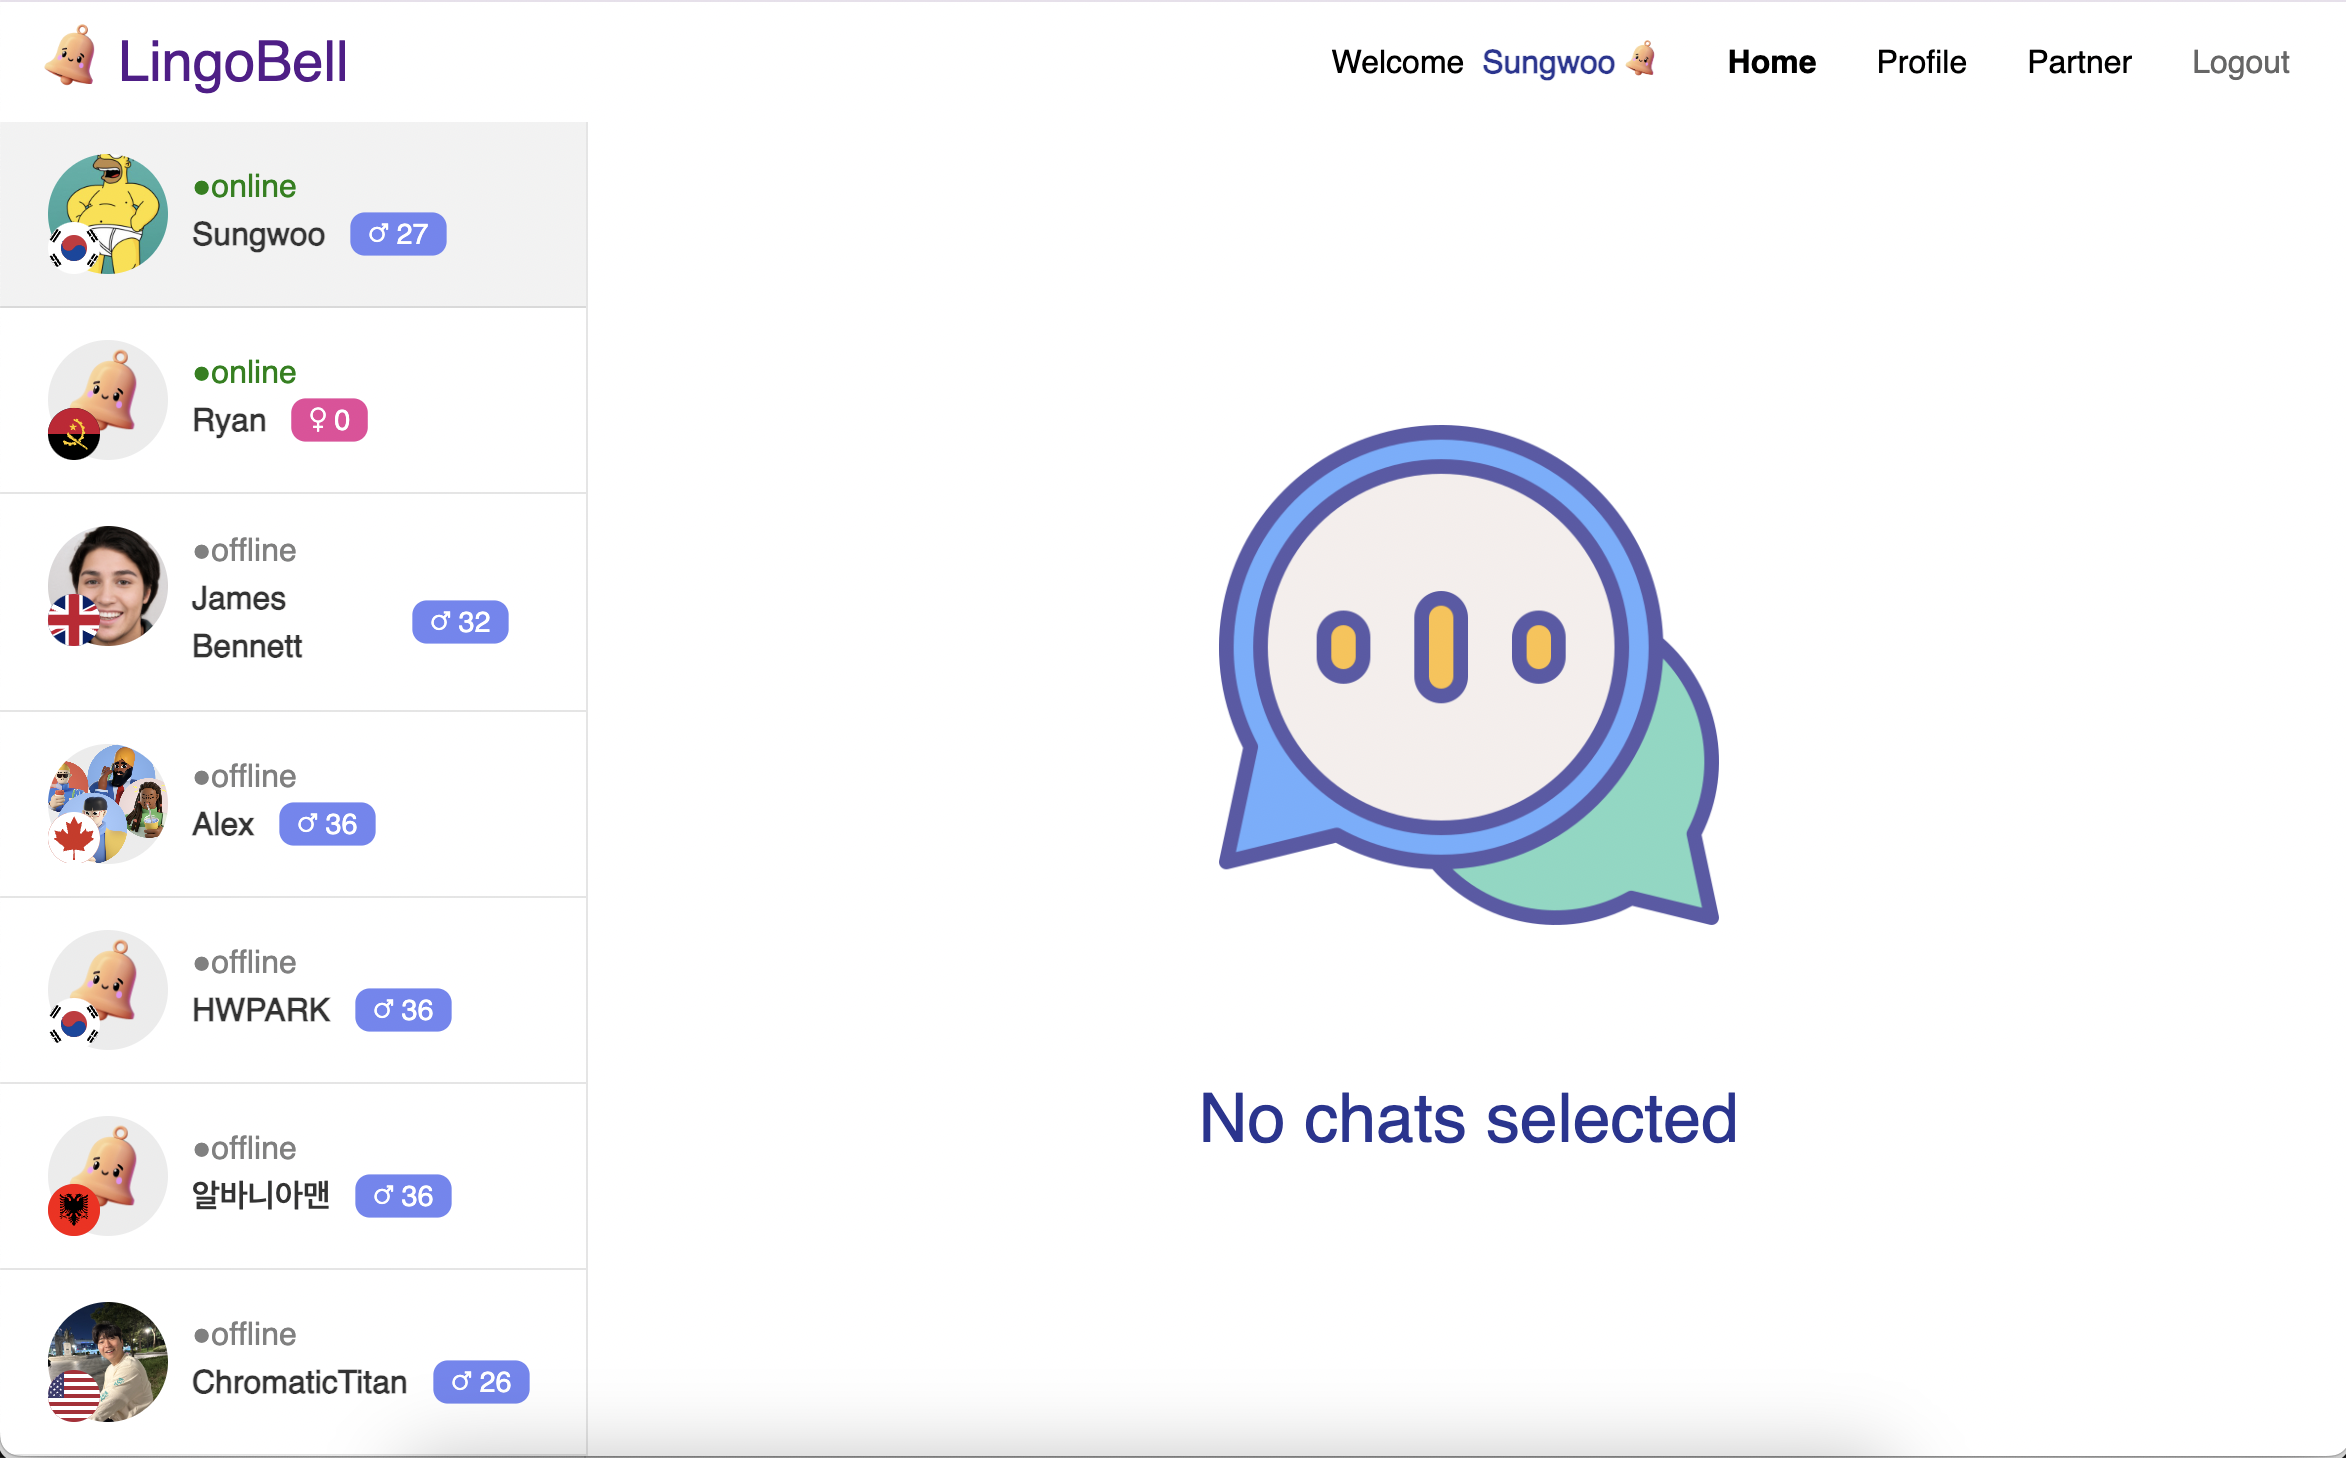 LingoBell
Welcome Sungwoo Home Profile Partner Logout
●online
Sungwoo ♂ 27
●online
Ryan ♀ 0
●offline
James
Bennett
♂ 32
●offline
Alex ♂ 36
●offline
HWPARK ♂ 36
●offline
알바니아맨 ♂ 36
●offline
ChromaticTitan ♂ 26
No chats selected